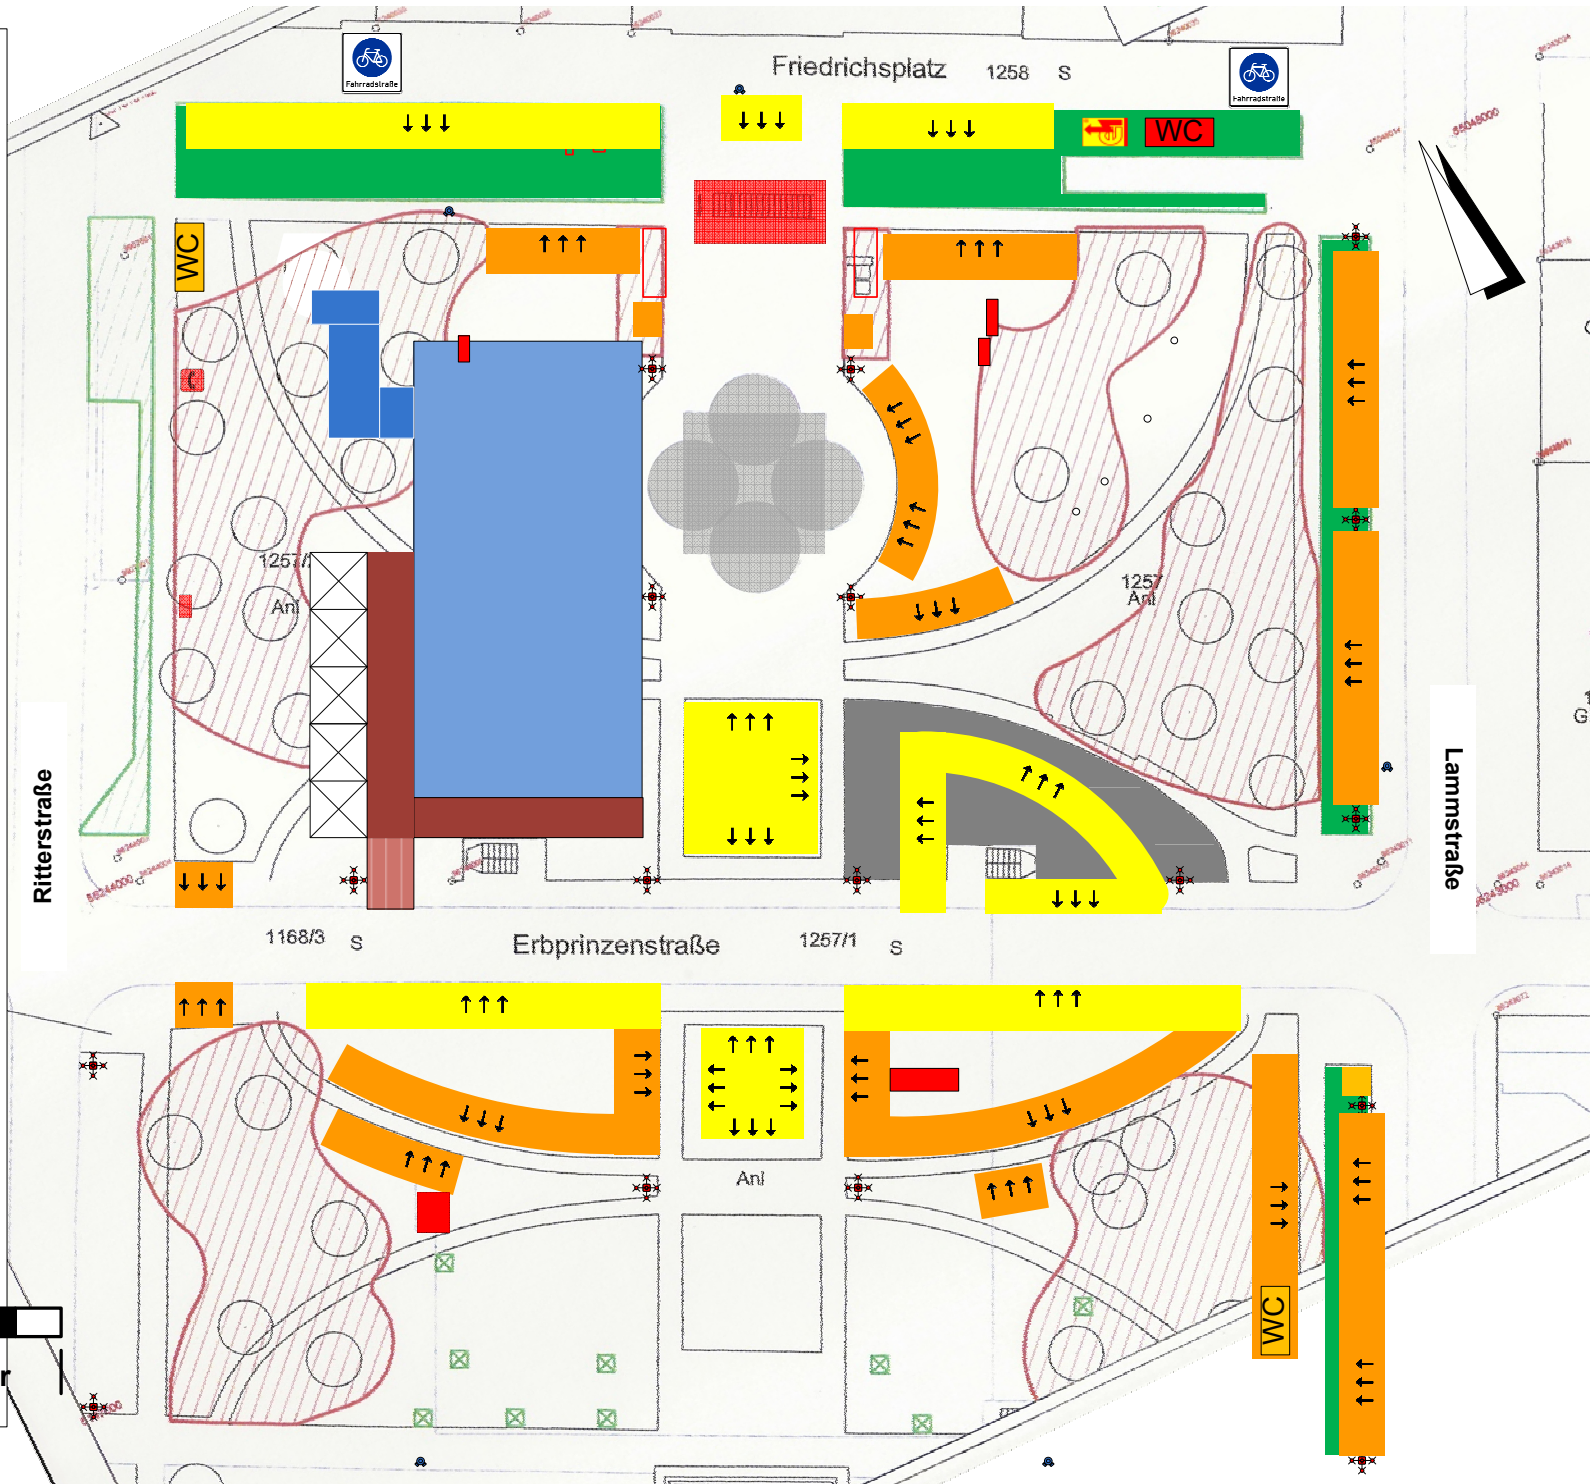 Fahrradstraße
Friedrichsplatz 1258 S
Fahrradstraße
WC
WC
1257/
Anl
1257
Anl
Ritterstraße
Lammstraße
G
1168/3 S
Erbprinzenstraße
1257/1 S
Anl
WC
r